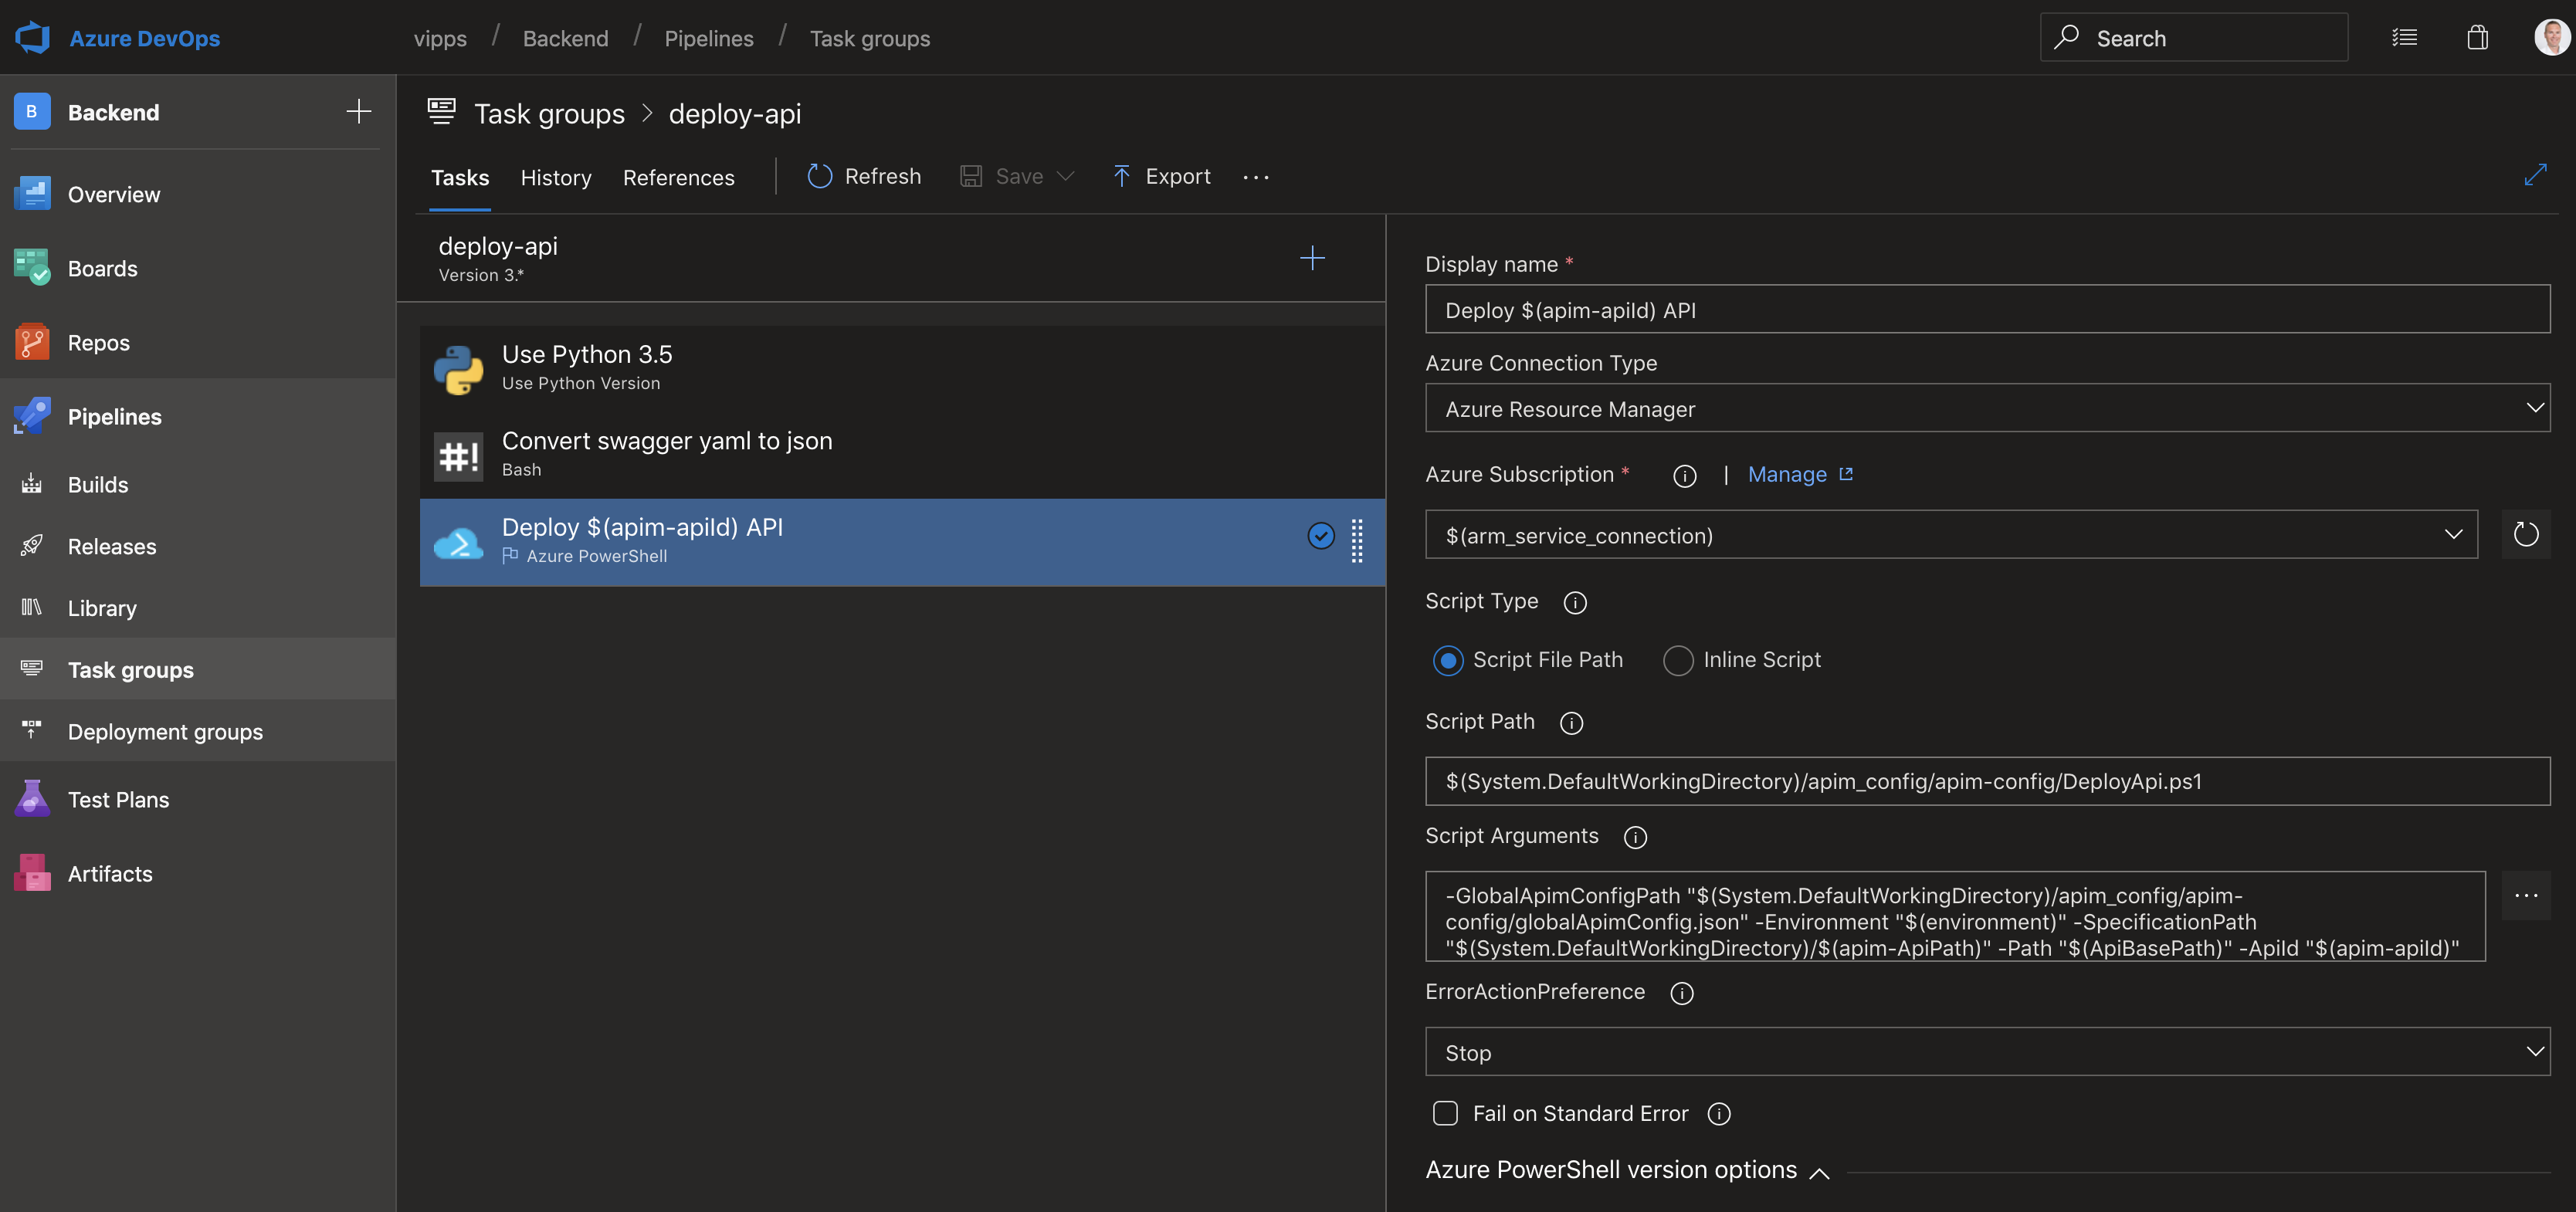 Azure DevOps
vipps / Backend / Pipelines / Task groups
Search
B
Backend
Overview
Boards
Repos
Pipelines
Builds
Releases
Library
Task groups
Deployment groups
Test Plans
Artifacts
Task groups > deploy-api
Tasks
History
References
Refresh
Save
Export
...
deploy-api
Version 3.*
Use Python 3.5
Use Python Version
#!
Convert swagger yaml to json
Bash
Deploy $(apim-apiId) API
Azure PowerShell
Display name *
Deploy $(apim-apiId) API
Azure Connection Type
Azure Resource Manager
Azure Subscription * | Manage
$(arm_service_connection)
Script Type
Script File Path
Inline Script
Script Path
$(System.DefaultWorkingDirectory)/apim_config/apim-config/DeployApi.ps1
Script Arguments
-GlobalApimConfigPath "$(System.DefaultWorkingDirectory)/apim_config/apim-
config/globalApimConfig.json" -Environment "$(environment)" -SpecificationPath
"$(System.DefaultWorkingDirectory)/$(apim-ApiPath)" -Path "$(ApiBasePath)" -ApiId "$(apim-apiId)"
...
ErrorActionPreference
Stop
Fail on Standard Error
Azure PowerShell version options